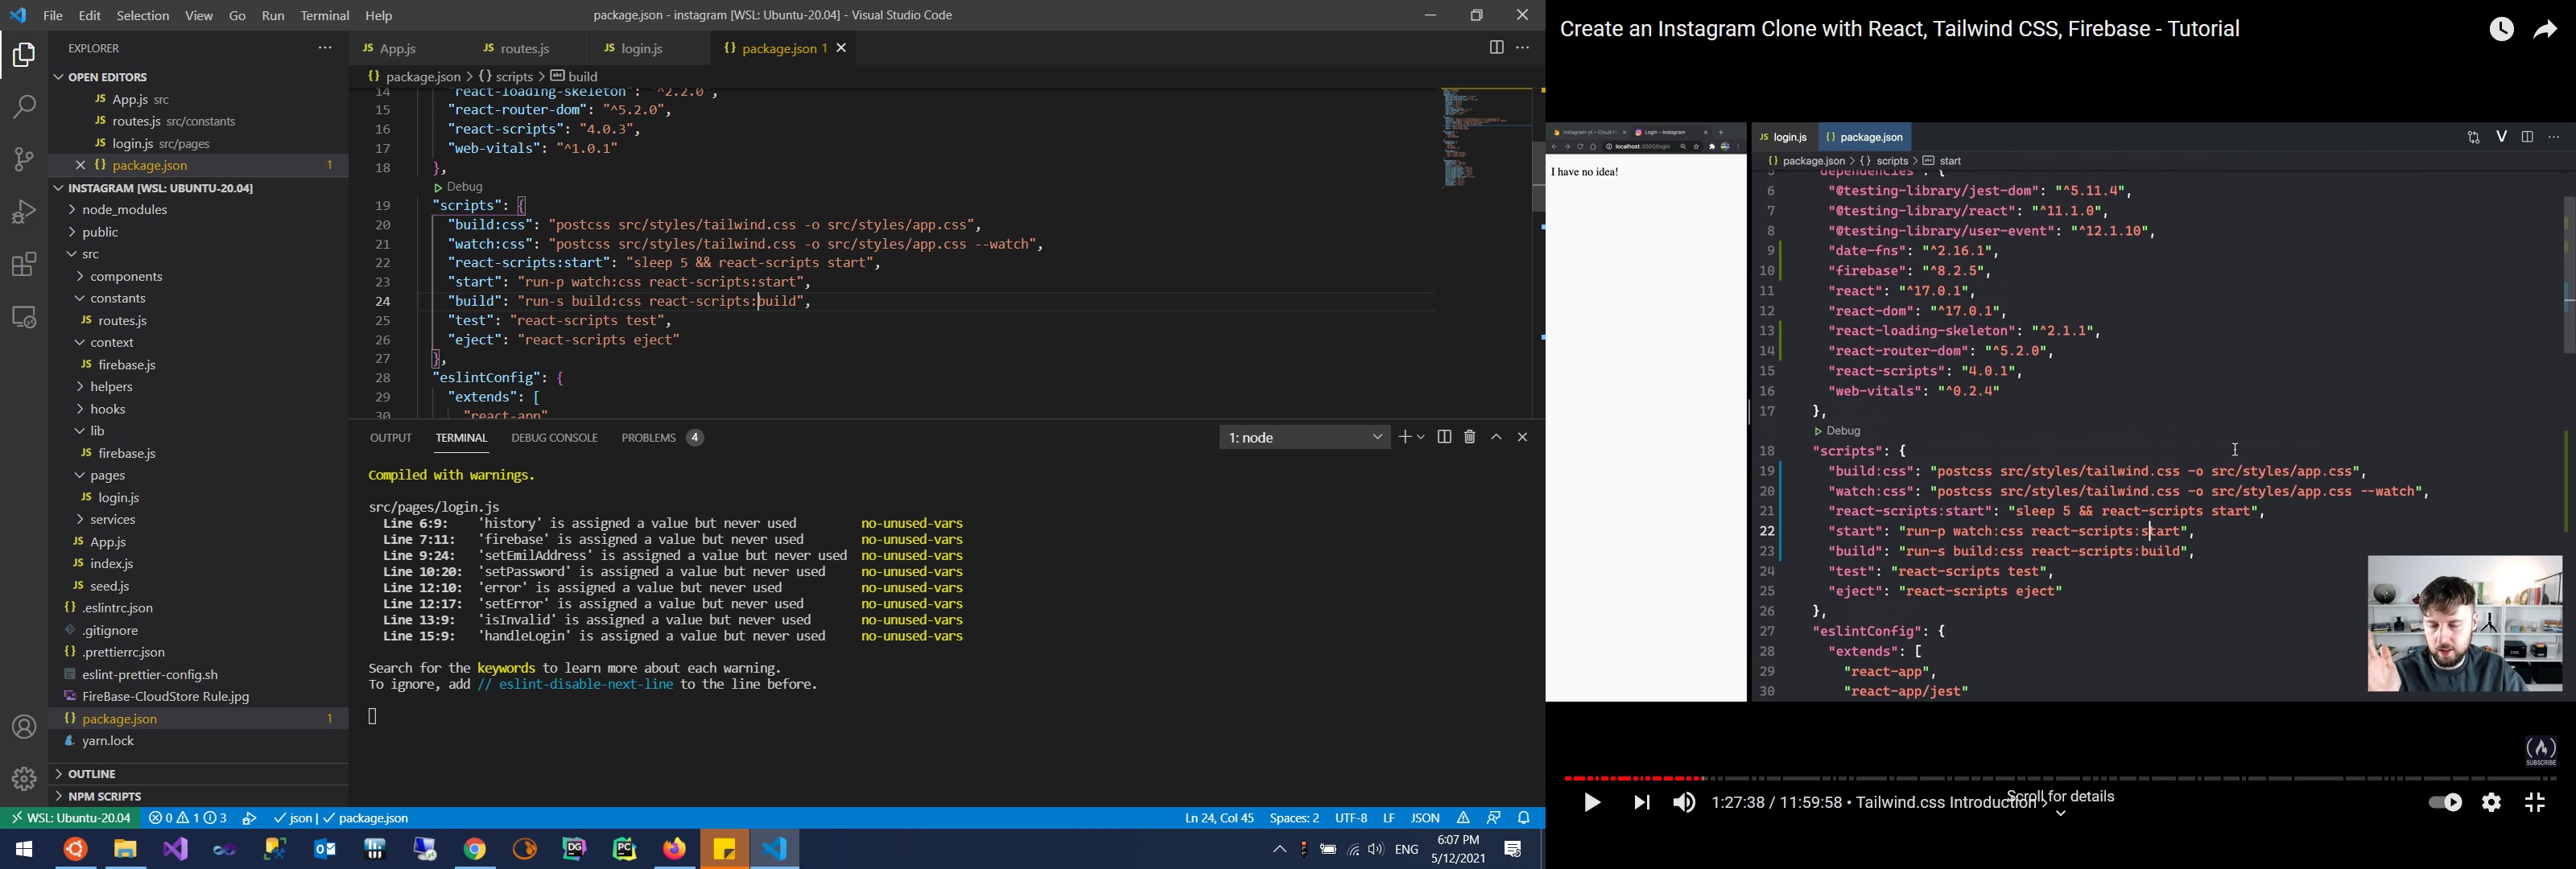 File Edit Selection View Go Run Terminal Help
package.json - instagram [WSL: Ubuntu-20.04] - Visual Studio Code
EXPLORER
OPEN EDITORS
JS App.js src
JS routes.js src/constants
JS login.js src/pages
{} package.json 1
INSTAGRAM [WSL: UBUNTU-20.04]
node_modules
public
src
components
constants
JS routes.js
context
JS firebase.js
helpers
hooks
lib
JS firebase.js
pages
JS login.js
services
JS App.js
JS index.js
JS seed.js
{} .eslintrc.json
.gitignore
{} .prettierrc.json
eslint-prettier-config.sh
FireBase-CloudStore Rule.jpg
{} package.json 1
yarn.lock
OUTLINE
NPM SCRIPTS
JS App.js JS routes.js JS login.js {} package.json 1
{} package.json > {} scripts > build
14 "react-loading-skeleton": "^2.2.0",
15 "react-router-dom": "^5.2.0",
16 "react-scripts": "4.0.3",
17 "web-vitals": "^1.0.1"
18 },
Debug
19 "scripts": {
20 "build:css": "postcss src/styles/tailwind.css -o src/styles/app.css",
21 "watch:css": "postcss src/styles/tailwind.css -o src/styles/app.css --watch",
22 "react-scripts:start": "sleep 5 && react-scripts start",
23 "start": "run-p watch:css react-scripts:start",
24 "build": "run-s build:css react-scripts:build",
25 "test": "react-scripts test",
26 "eject": "react-scripts eject"
27 },
28 "eslintConfig": {
29 "extends": [
30 "react-app"
OUTPUT TERMINAL DEBUG CONSOLE PROBLEMS 4
1: node
Compiled with warnings.
src/pages/login.js
Line 6:9: 'history' is assigned a value but never used no-unused-vars
Line 7:11: 'firebase' is assigned a value but never used no-unused-vars
Line 9:24: 'setEmilAddress' is assigned a value but never used no-unused-vars
Line 10:20: 'setPassword' is assigned a value but never used no-unused-vars
Line 12:10: 'error' is assigned a value but never used no-unused-vars
Line 12:17: 'setError' is assigned a value but never used no-unused-vars
Line 13:9: 'isInvalid' is assigned a value but never used no-unused-vars
Line 15:9: 'handleLogin' is assigned a value but never used no-unused-vars
Search for the keywords to learn more about each warning.
To ignore, add // eslint-disable-next-line to the line before.
WSL: Ubuntu-20.04 0 1 3 json | package.json
Ln 24, Col 45 Spaces: 2 UTF-8 LF JSON
ENG
6:07 PM
5/12/2021
Create an Instagram Clone with React, Tailwind CSS, Firebase - Tutorial
Login - Instagram
localhost:3000/login
I have no idea!
JS login.js {} package.json
{} package.json > {} scripts > start
5 "dependencies": {
6 "@testing-library/jest-dom": "^5.11.4",
7 "@testing-library/react": "^11.1.0",
8 "@testing-library/user-event": "^12.1.10",
9 "date-fns": "^2.16.1",
10 "firebase": "^8.2.5",
11 "react": "^17.0.1",
12 "react-dom": "^17.0.1",
13 "react-loading-skeleton": "^2.1.1",
14 "react-router-dom": "^5.2.0",
15 "react-scripts": "4.0.1",
16 "web-vitals": "^0.2.4"
17 },
Debug
18 "scripts": {
19 "build:css": "postcss src/styles/tailwind.css -o src/styles/app.css",
20 "watch:css": "postcss src/styles/tailwind.css -o src/styles/app.css --watch",
21 "react-scripts:start": "sleep 5 && react-scripts start",
22 "start": "run-p watch:css react-scripts:start",
23 "build": "run-s build:css react-scripts:build",
24 "test": "react-scripts test",
25 "eject": "react-scripts eject"
26 },
27 "eslintConfig": {
28 "extends": [
29 "react-app",
30 "react-app/jest"
SUBSCRIBE
1:27:38 / 11:59:58 • Tailwind.css Introduction
Scroll for details